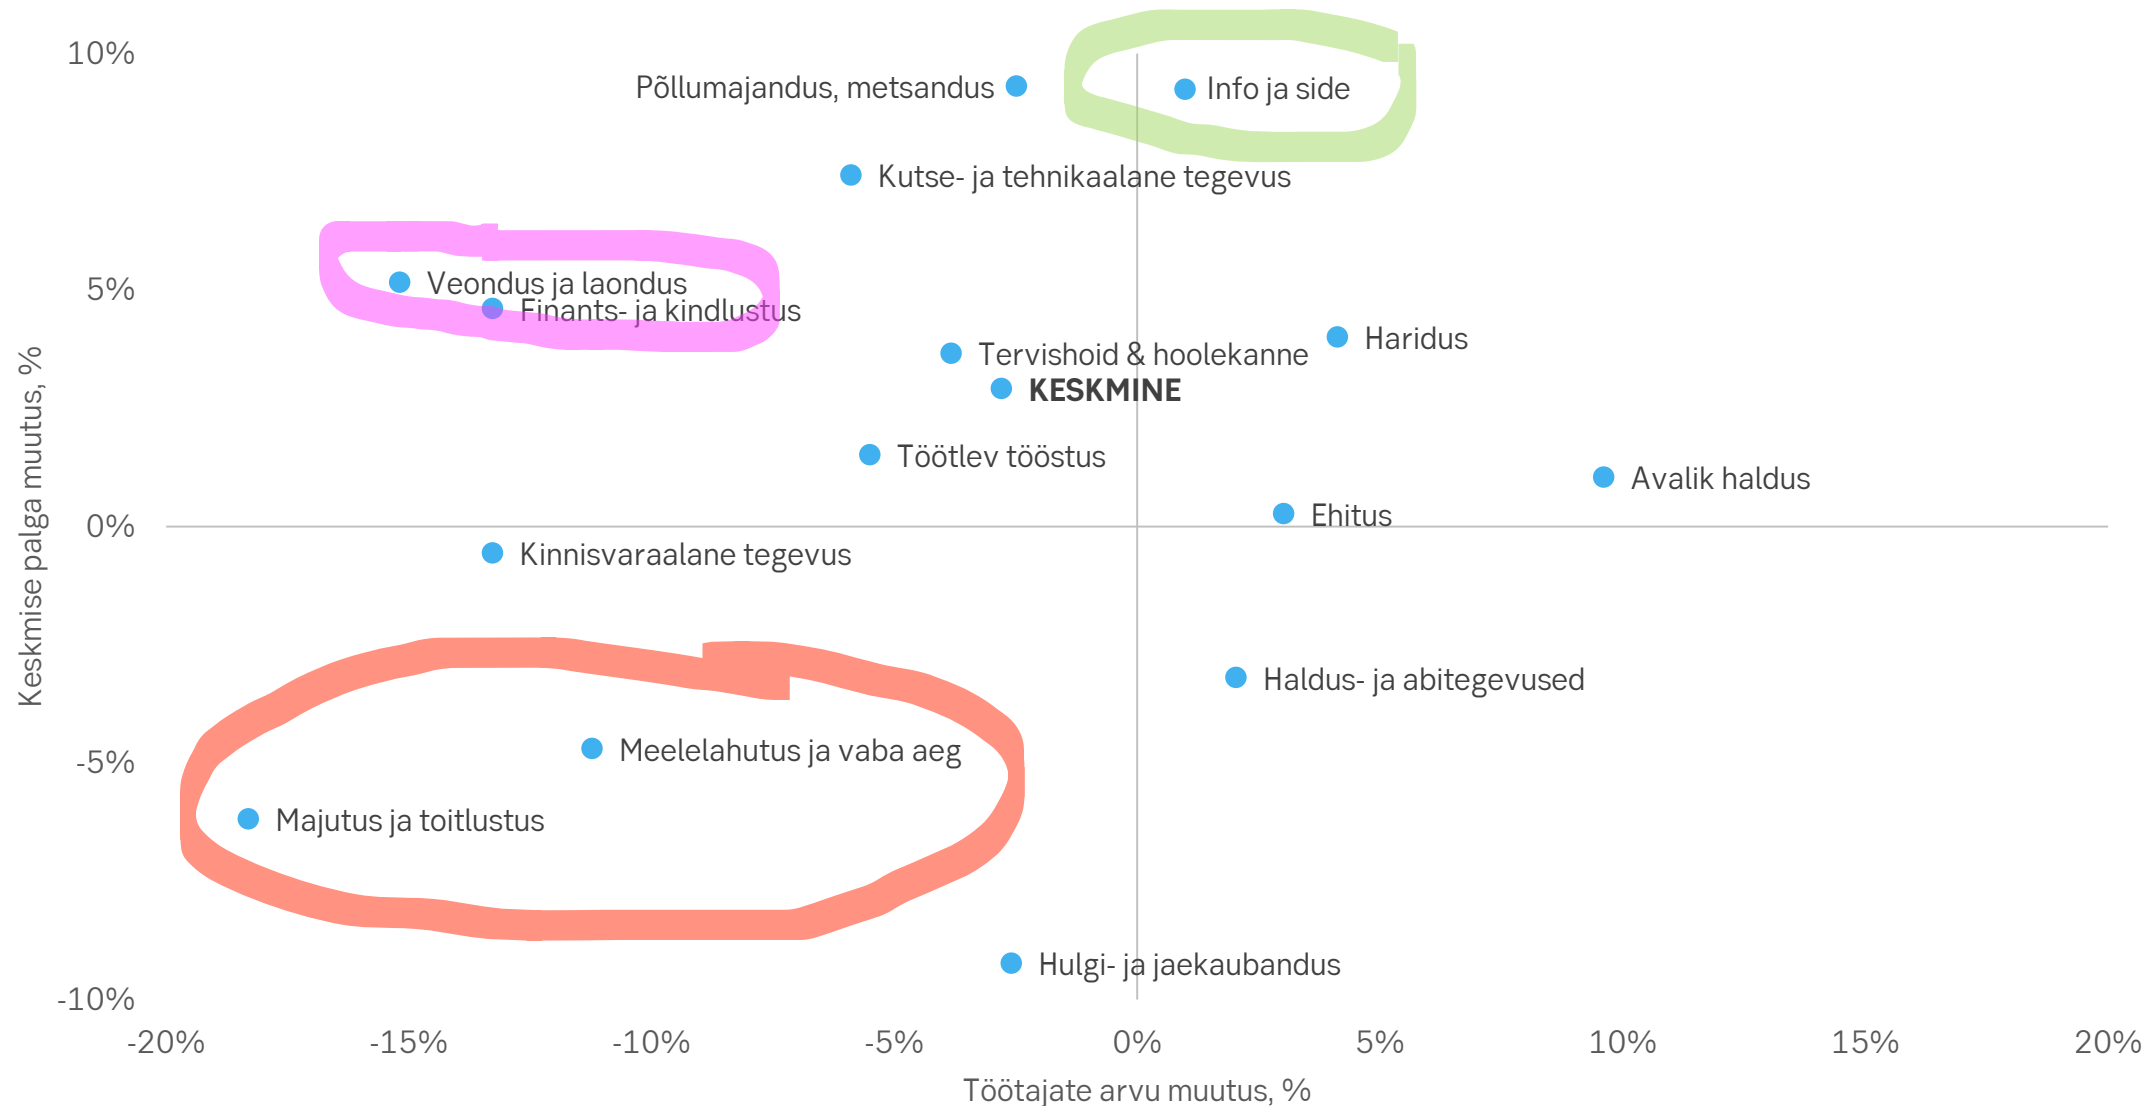 10%
Põllumajandus, metsandus
Info ja side
Kutse- ja tehnikaalane tegevus
Veondus ja laondus
5%
Finants- ja kindlustus
Haridus
Tervishoid & hoolekanne
KESKMINE
Töötlev tööstus
Avalik haldus
Ehitus
0%
Kinnisvaraalane tegevus
Haldus- ja abitegevused
Meelelahutus ja vaba aeg
-5%
Majutus ja toitlustus
Hulgi- ja jaekaubandus
-10%
Keskmise palga muutus, %
-20% -15% -10% -5% 0% 5% 10% 15% 20%
Töötajate arvu muutus, %